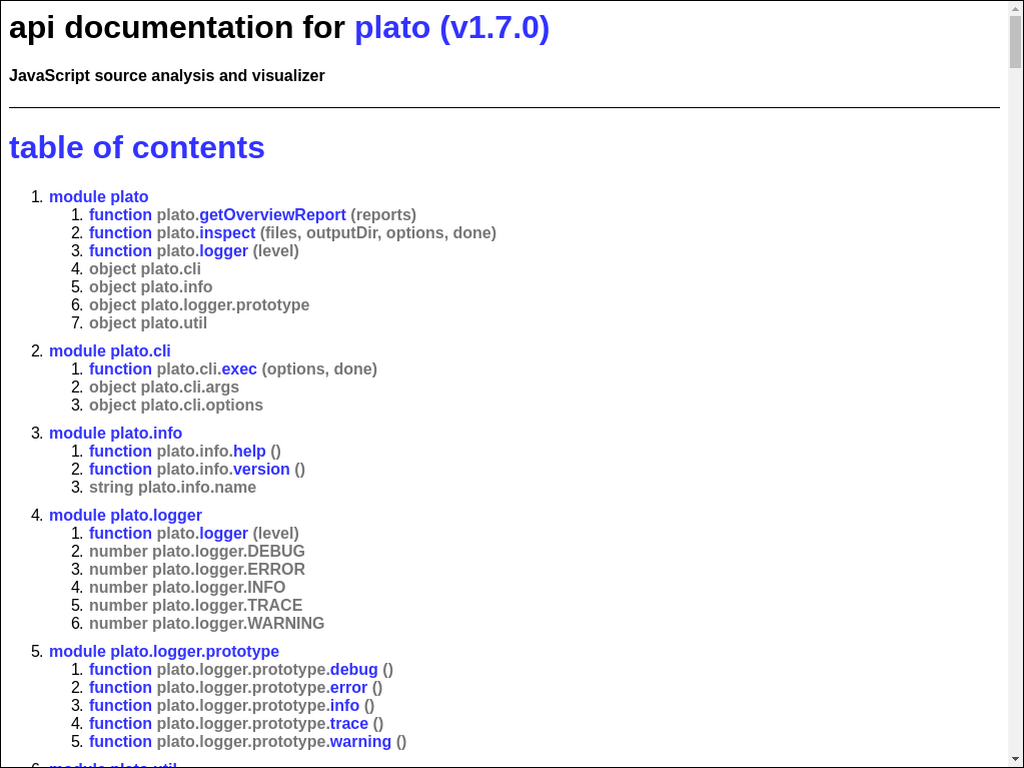 api documentation for plato (v1.7.0)
JavaScript source analysis and visualizer
table of contents
1. module plato
1. function plato.getOverviewReport (reports)
2. function plato.inspect (files, outputDir, options, done)
3. function plato.logger (level)
4. object plato.cli
5. object plato.info
6. object plato.logger.prototype
7. object plato.util
2. module plato.cli
1. function plato.cli.exec (options, done)
2. object plato.cli.args
3. object plato.cli.options
3. module plato.info
1. function plato.info.help ()
2. function plato.info.version ()
3. string plato.info.name
4. module plato.logger
1. function plato.logger (level)
2. number plato.logger.DEBUG
3. number plato.logger.ERROR
4. number plato.logger.INFO
5. number plato.logger.TRACE
6. number plato.logger.WARNING
5. module plato.logger.prototype
1. function plato.logger.prototype.debug ()
2. function plato.logger.prototype.error ()
3. function plato.logger.prototype.info ()
4. function plato.logger.prototype.trace ()
5. function plato.logger.prototype.warning ()
6. module plato.util